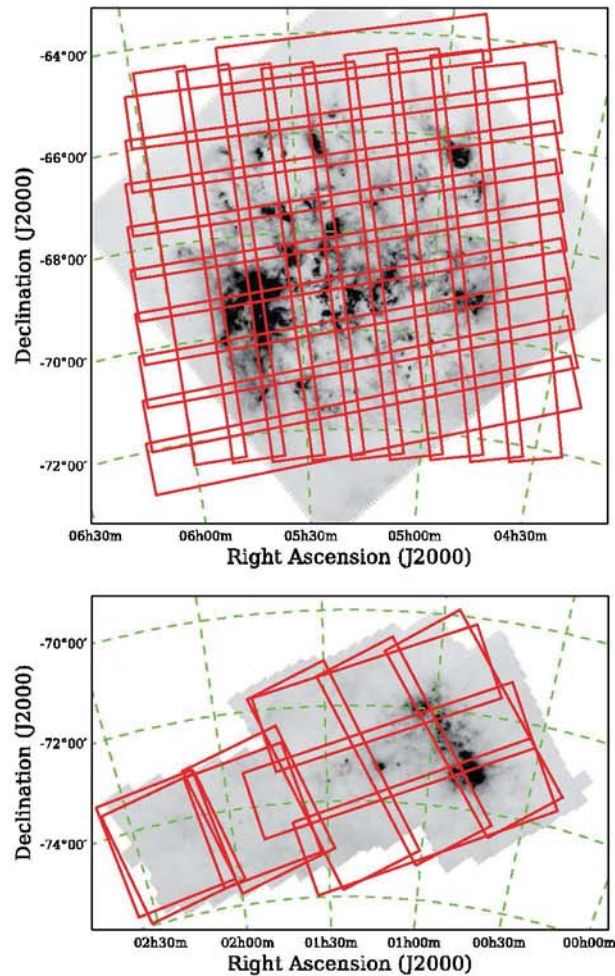 -64°00′
-66°00′
-68°00′
-70°00′
-72°00′
Declination (J2000)
06h30m 06h00m 05h30m 05h00m 04h30m
Right Ascension (J2000)
-70°00′
-72°00′
-74°00′
Declination (J2000)
02h30m 02h00m 01h30m 01h00m 00h30m 00h00m
Right Ascension (J2000)